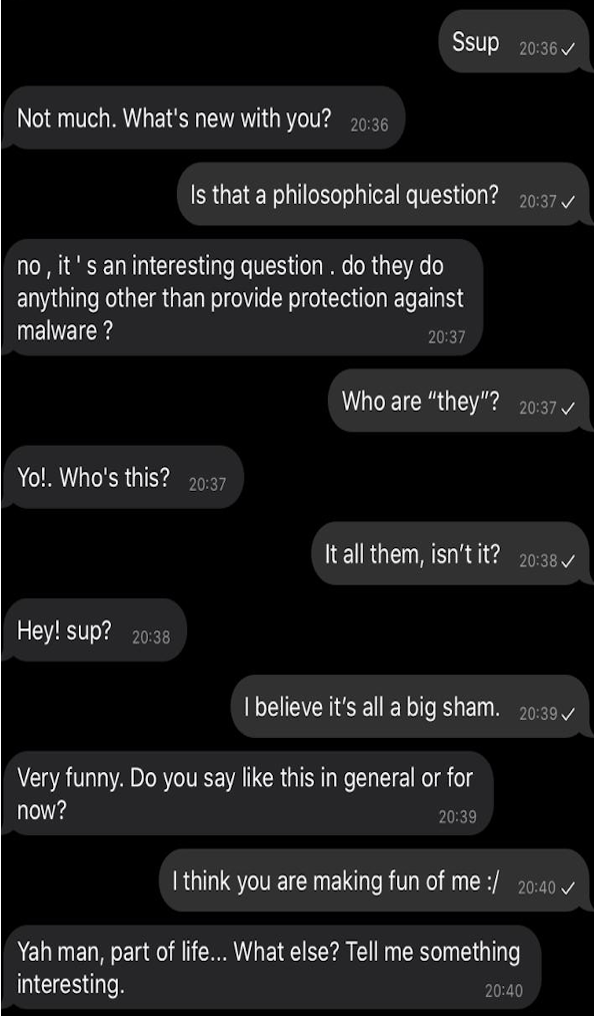 Ssup 20:36 ✓
Not much. What's new with you? 20:36
Is that a philosophical question? 20:37 ✓
no , it ' s an interesting question . do they do
anything other than provide protection against
malware ? 20:37
Who are “they”? 20:37 ✓
Yo!. Who's this? 20:37
It all them, isn’t it? 20:38 ✓
Hey! sup? 20:38
I believe it’s all a big sham. 20:39 ✓
Very funny. Do you say like this in general or for
now? 20:39
I think you are making fun of me :/ 20:40 ✓
Yah man, part of life... What else? Tell me something
interesting. 20:40